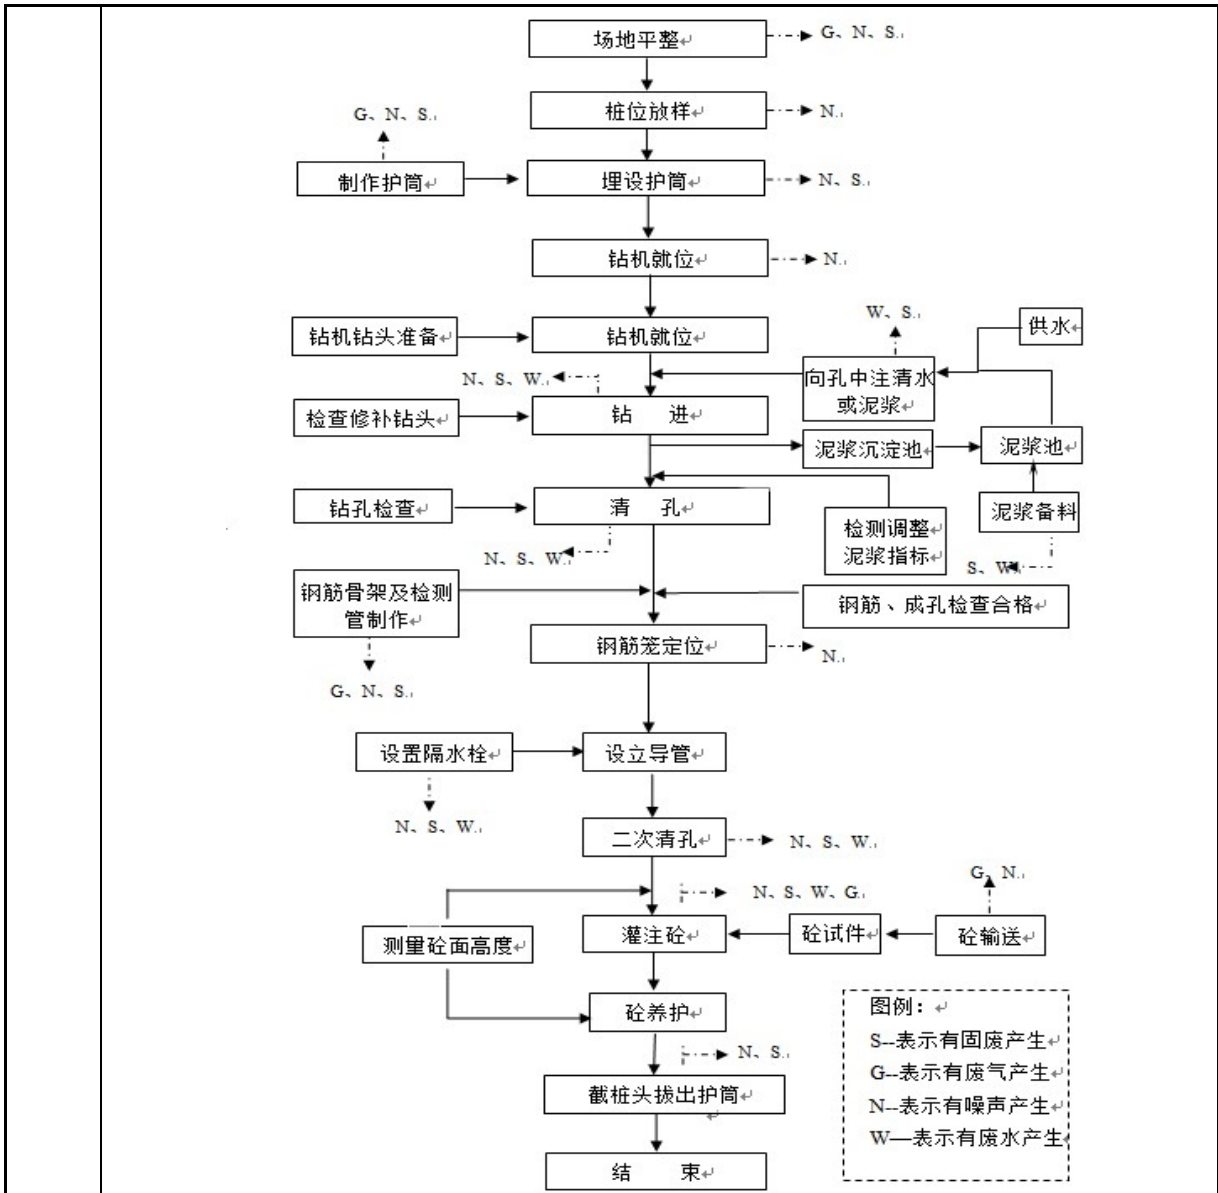 场地平整
G、N、S
桩位放样
N
G、N、S
制作护筒
埋设护筒
N、S
钻机就位
N
钻机钻头准备
钻机就位
W、S
供水
N、S、W
向孔中注清水
或泥浆
检查修补钻头
钻 进
泥浆沉淀池
泥浆池
钻孔检查
清 孔
检测调整
泥浆指标
泥浆备料
N、S、W
S、W
钢筋骨架及检测
管制作
钢筋、成孔检查合格
钢筋笼定位
N
G、N、S
设置隔水栓
设立导管
N、S、W
二次清孔
N、S、W
N、S、W、G
G、N
测量砼面高度
灌注砼
砼试件
砼输送
砼养护
N、S
截桩头拔出护筒
结 束
图例：
S--表示有固废产生
G--表示有废气产生
N--表示有噪声产生
W—表示有废水产生